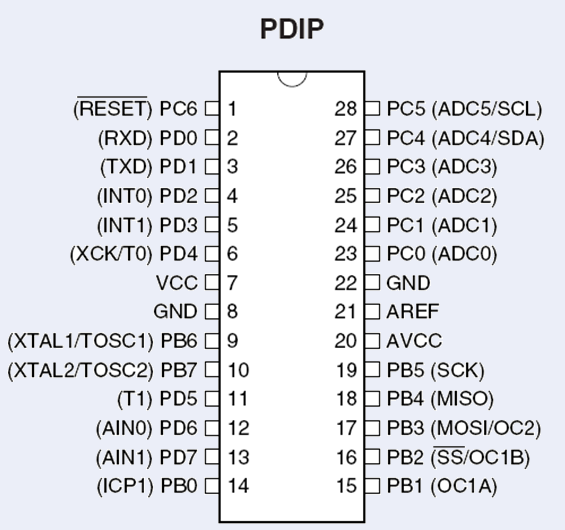 PDIP
(RESET) PC6 1 28 PC5 (ADC5/SCL)
(RXD) PD0 2 27 PC4 (ADC4/SDA)
(TXD) PD1 3 26 PC3 (ADC3)
(INT0) PD2 4 25 PC2 (ADC2)
(INT1) PD3 5 24 PC1 (ADC1)
(XCK/T0) PD4 6 23 PC0 (ADC0)
VCC 7 22 GND
GND 8 21 AREF
(XTAL1/TOSC1) PB6 9 20 AVCC
(XTAL2/TOSC2) PB7 10 19 PB5 (SCK)
(T1) PD5 11 18 PB4 (MISO)
(AIN0) PD6 12 17 PB3 (MOSI/OC2)
(AIN1) PD7 13 16 PB2 (SS/OC1B)
(ICP1) PB0 14 15 PB1 (OC1A)